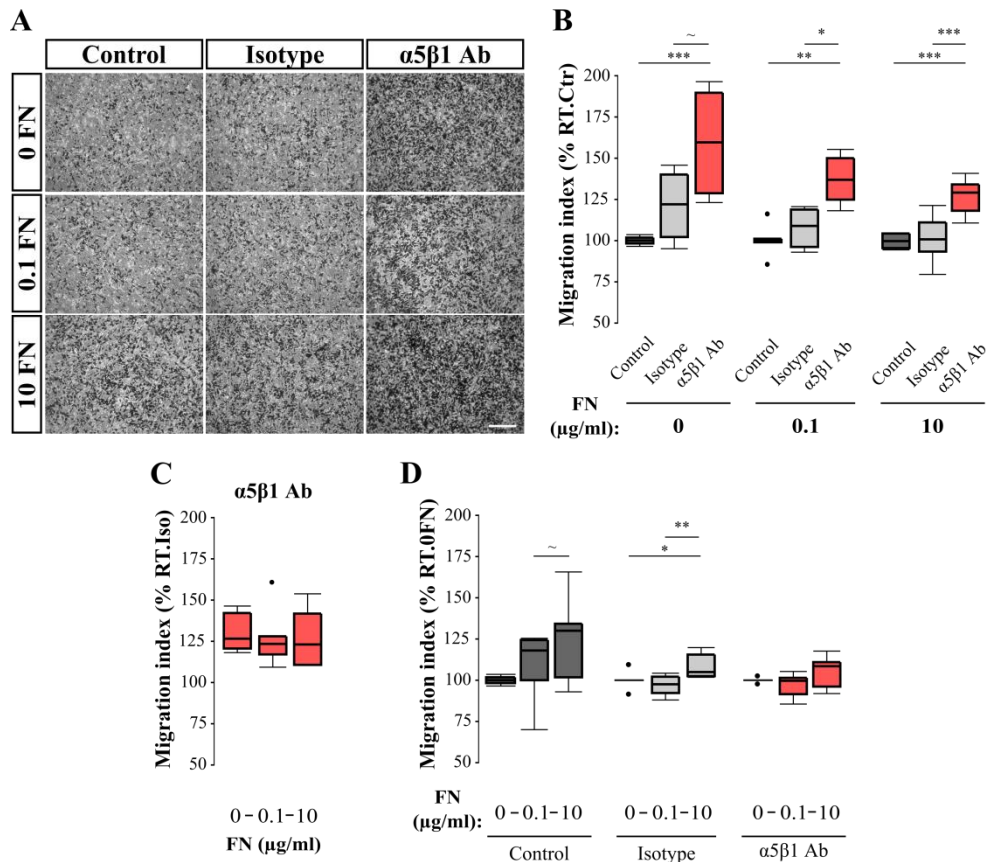 A
Control Isotype α5β1 Ab
0 FN
0.1 FN
10 FN
B
Migration index (% RT.Ctr)
200
175
150
125
100
75
50
*** ~
** *
*** ***
Control Isotype α5β1 Ab Control Isotype α5β1 Ab Control Isotype α5β1 Ab
FN
(μg/ml): 0 0.1 10
C
α5β1 Ab
Migration index (% RT.Iso)
200
175
150
125
100
75
50
0-0.1-10
FN (μg/ml)
D
Migration index (% RT.0FN)
200
175
150
125
100
75
50
~
**
*
FN
(μg/ml): 0-0.1-10 0-0.1-10 0-0.1-10
Control Isotype α5β1 Ab